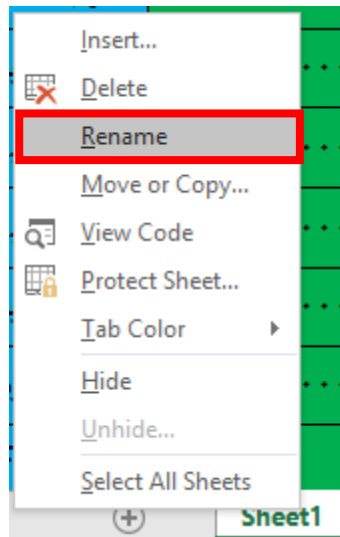 Insert...
Delete
Rename
Move or Copy...
View Code
Protect Sheet...
Tab Color
Hide
Unhide...
Select All Sheets
Sheet1